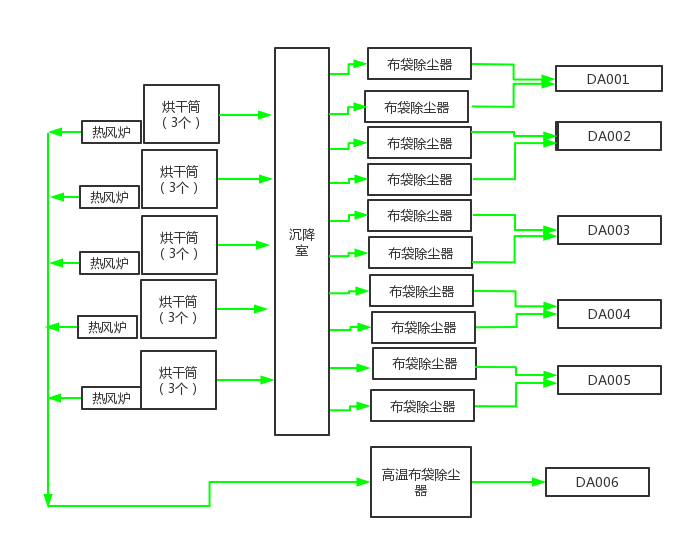 热风炉
烘干筒
（3个）
热风炉
烘干筒
（3个）
热风炉
烘干筒
（3个）
热风炉
烘干筒
（3个）
热风炉
烘干筒
（3个）
沉降
室
布袋除尘器
布袋除尘器
布袋除尘器
布袋除尘器
布袋除尘器
布袋除尘器
布袋除尘器
布袋除尘器
布袋除尘器
布袋除尘器
高温布袋除尘
器
DA001
DA002
DA003
DA004
DA005
DA006